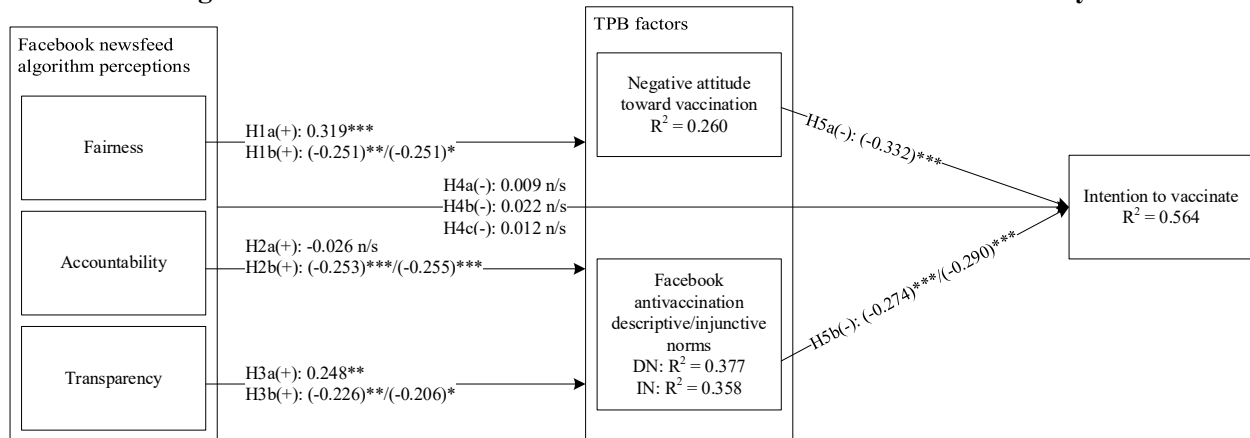 Facebook newsfeed
algorithm perceptions
Fairness
Accountability
Transparency
H1a(+): 0.319***
H1b(+): (-0.251)**/(-0.251)*
H4a(-): 0.009 n/s
H4b(-): 0.022 n/s
H4c(-): 0.012 n/s
H2a(+): -0.026 n/s
H2b(+): (-0.253)***/(-0.255)***
H3a(+): 0.248**
H3b(+): (-0.226)**/(-0.206)*
TPB factors
Negative attitude
toward vaccination
R² = 0.260
Facebook
antivaccination
descriptive/injunctive
norms
DN: R² = 0.377
IN: R² = 0.358
H5a(-): (-0.332)***
H5b(-): (-0.274)***/(-0.290)***
Intention to vaccinate
R² = 0.564